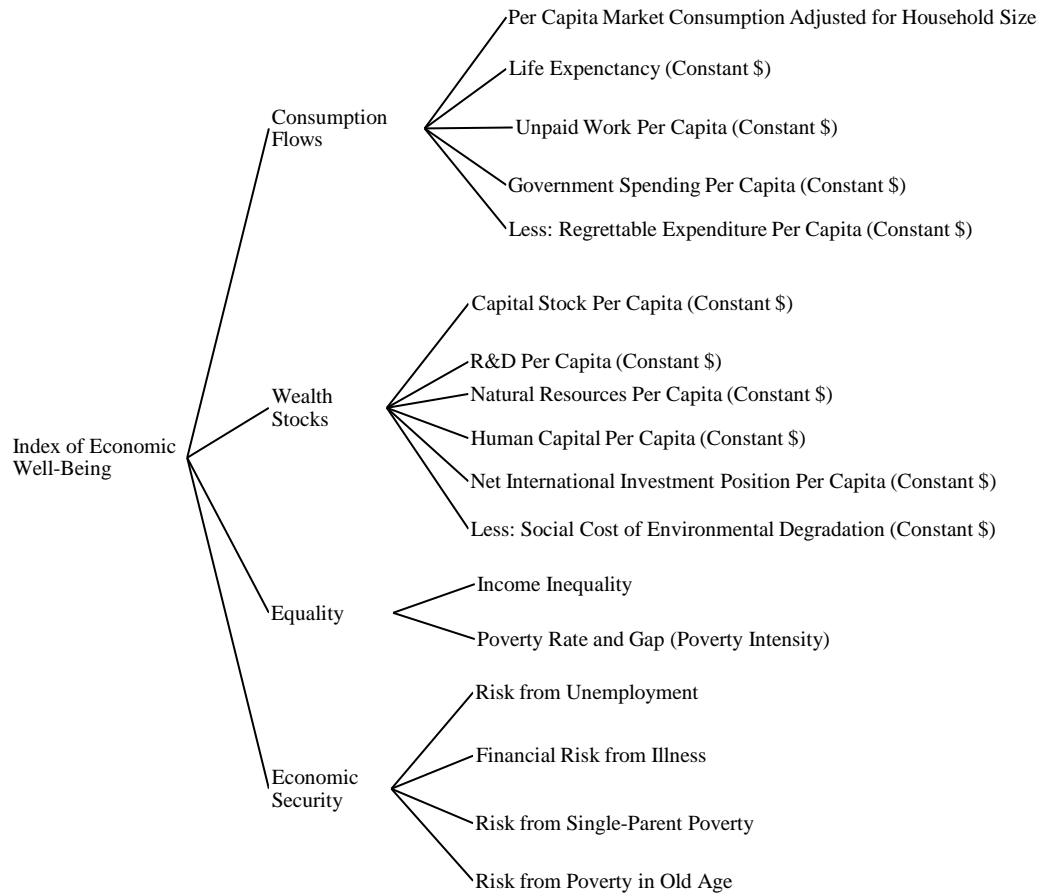 Per Capita Market Consumption Adjusted for Household Size
Life Expenctancy (Constant $)
Consumption
Flows
Unpaid Work Per Capita (Constant $)
Government Spending Per Capita (Constant $)
Less: Regrettable Expenditure Per Capita (Constant $)
Capital Stock Per Capita (Constant $)
R&D Per Capita (Constant $)
Wealth
Stocks
Natural Resources Per Capita (Constant $)
Human Capital Per Capita (Constant $)
Index of Economic
Well-Being
Net International Investment Position Per Capita (Constant $)
Less: Social Cost of Environmental Degradation (Constant $)
Income Inequality
Equality
Poverty Rate and Gap (Poverty Intensity)
Risk from Unemployment
Financial Risk from Illness
Economic
Security
Risk from Single-Parent Poverty
Risk from Poverty in Old Age